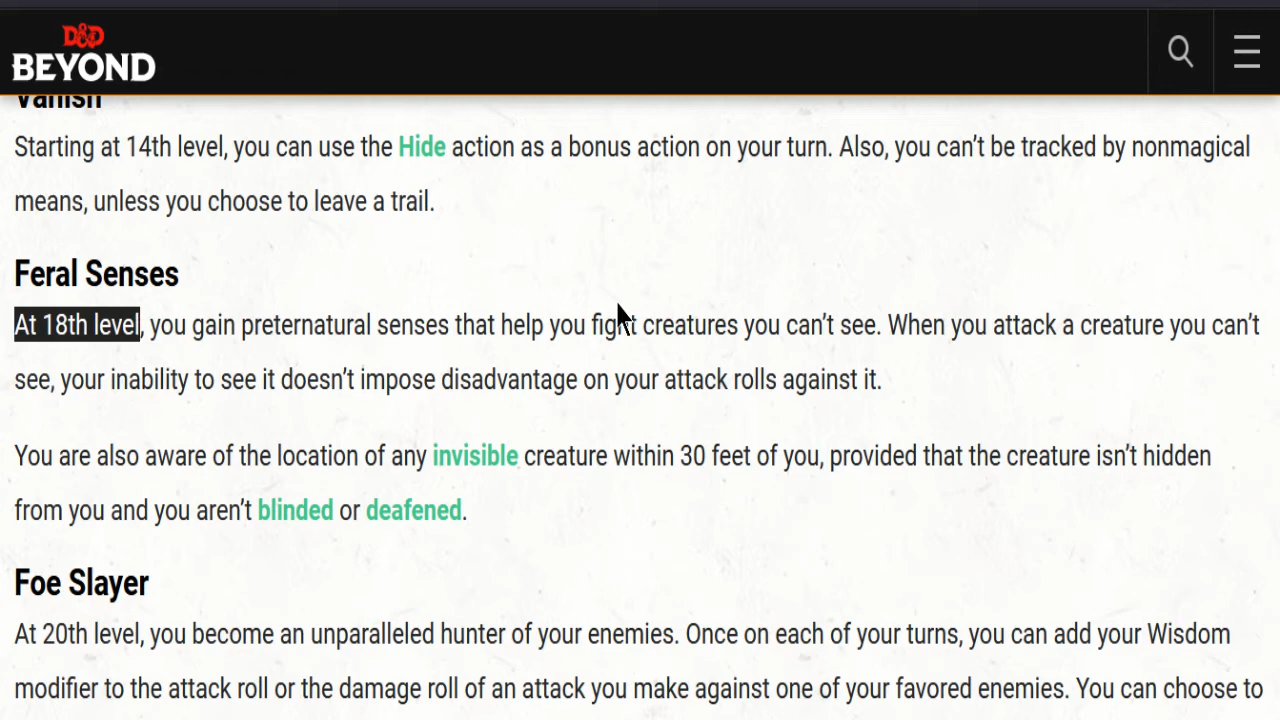 D&D
BEYOND
Vanish
Starting at 14th level, you can use the Hide action as a bonus action on your turn. Also, you can’t be tracked by nonmagical
means, unless you choose to leave a trail.
Feral Senses
At 18th level, you gain preternatural senses that help you fight creatures you can’t see. When you attack a creature you can’t
see, your inability to see it doesn’t impose disadvantage on your attack rolls against it.
You are also aware of the location of any invisible creature within 30 feet of you, provided that the creature isn’t hidden
from you and you aren’t blinded or deafened.
Foe Slayer
At 20th level, you become an unparalleled hunter of your enemies. Once on each of your turns, you can add your Wisdom
modifier to the attack roll or the damage roll of an attack you make against one of your favored enemies. You can choose to